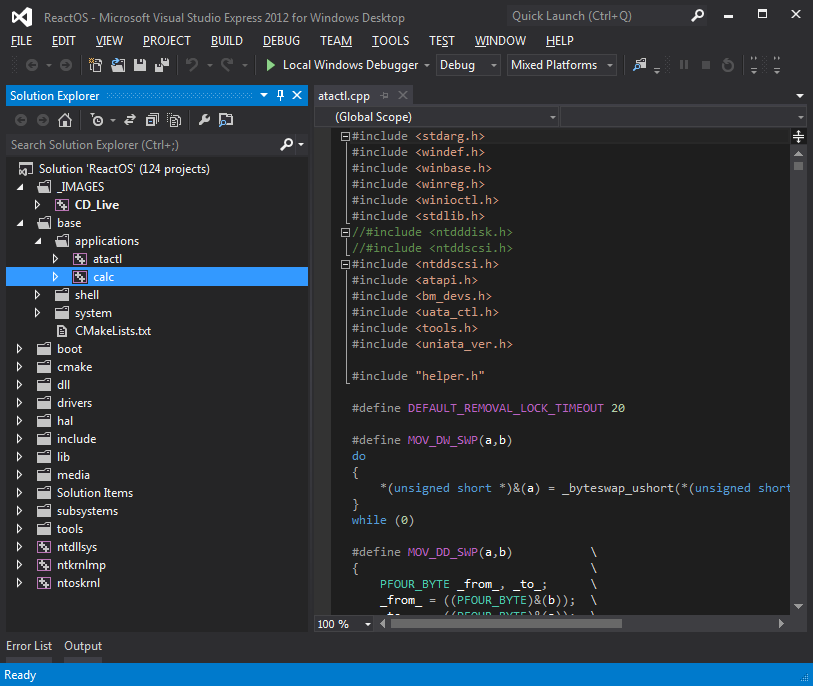 ReactOS - Microsoft Visual Studio Express 2012 for Windows Desktop
Quick Launch (Ctrl+Q)
FILE EDIT VIEW PROJECT BUILD DEBUG TEAM TOOLS TEST WINDOW HELP
Local Windows Debugger Debug Mixed Platforms
Solution Explorer
Search Solution Explorer (Ctrl+;)
Solution 'ReactOS' (124 projects)
_IMAGES
CD_Live
base
applications
atactl
calc
shell
system
CMakeLists.txt
boot
cmake
dll
drivers
hal
include
lib
media
Solution Items
subsystems
tools
ntdllsys
ntkrnlmp
ntoskrnl
atactl.cpp
(Global Scope)
#include <stdarg.h>
#include <windef.h>
#include <winbase.h>
#include <winreg.h>
#include <winioctl.h>
#include <stdlib.h>
//#include <ntdddisk.h>
//#include <ntddscsi.h>
#include <ntddscsi.h>
#include <atapi.h>
#include <bm_devs.h>
#include <uata_ctl.h>
#include <tools.h>
#include <uniata_ver.h>
#include "helper.h"
#define DEFAULT_REMOVAL_LOCK_TIMEOUT 20
#define MOV_DW_SWP(a,b)
do
{
*(unsigned short *)&(a) = _byteswap_ushort(*(unsigned short
}
while (0)
#define MOV_DD_SWP(a,b) \
{ \
PFOUR_BYTE _from_, _to_; \
_from_ = ((PFOUR_BYTE)&(b)); \
100 %
Error List Output
Ready